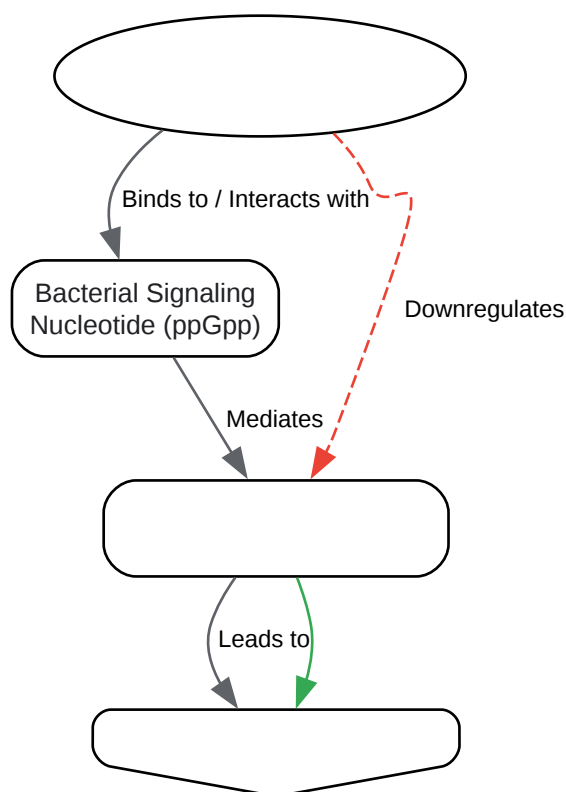 Binds to / Interacts with
Bacterial Signaling
Nucleotide (ppGpp)
Downregulates
Mediates
Leads to